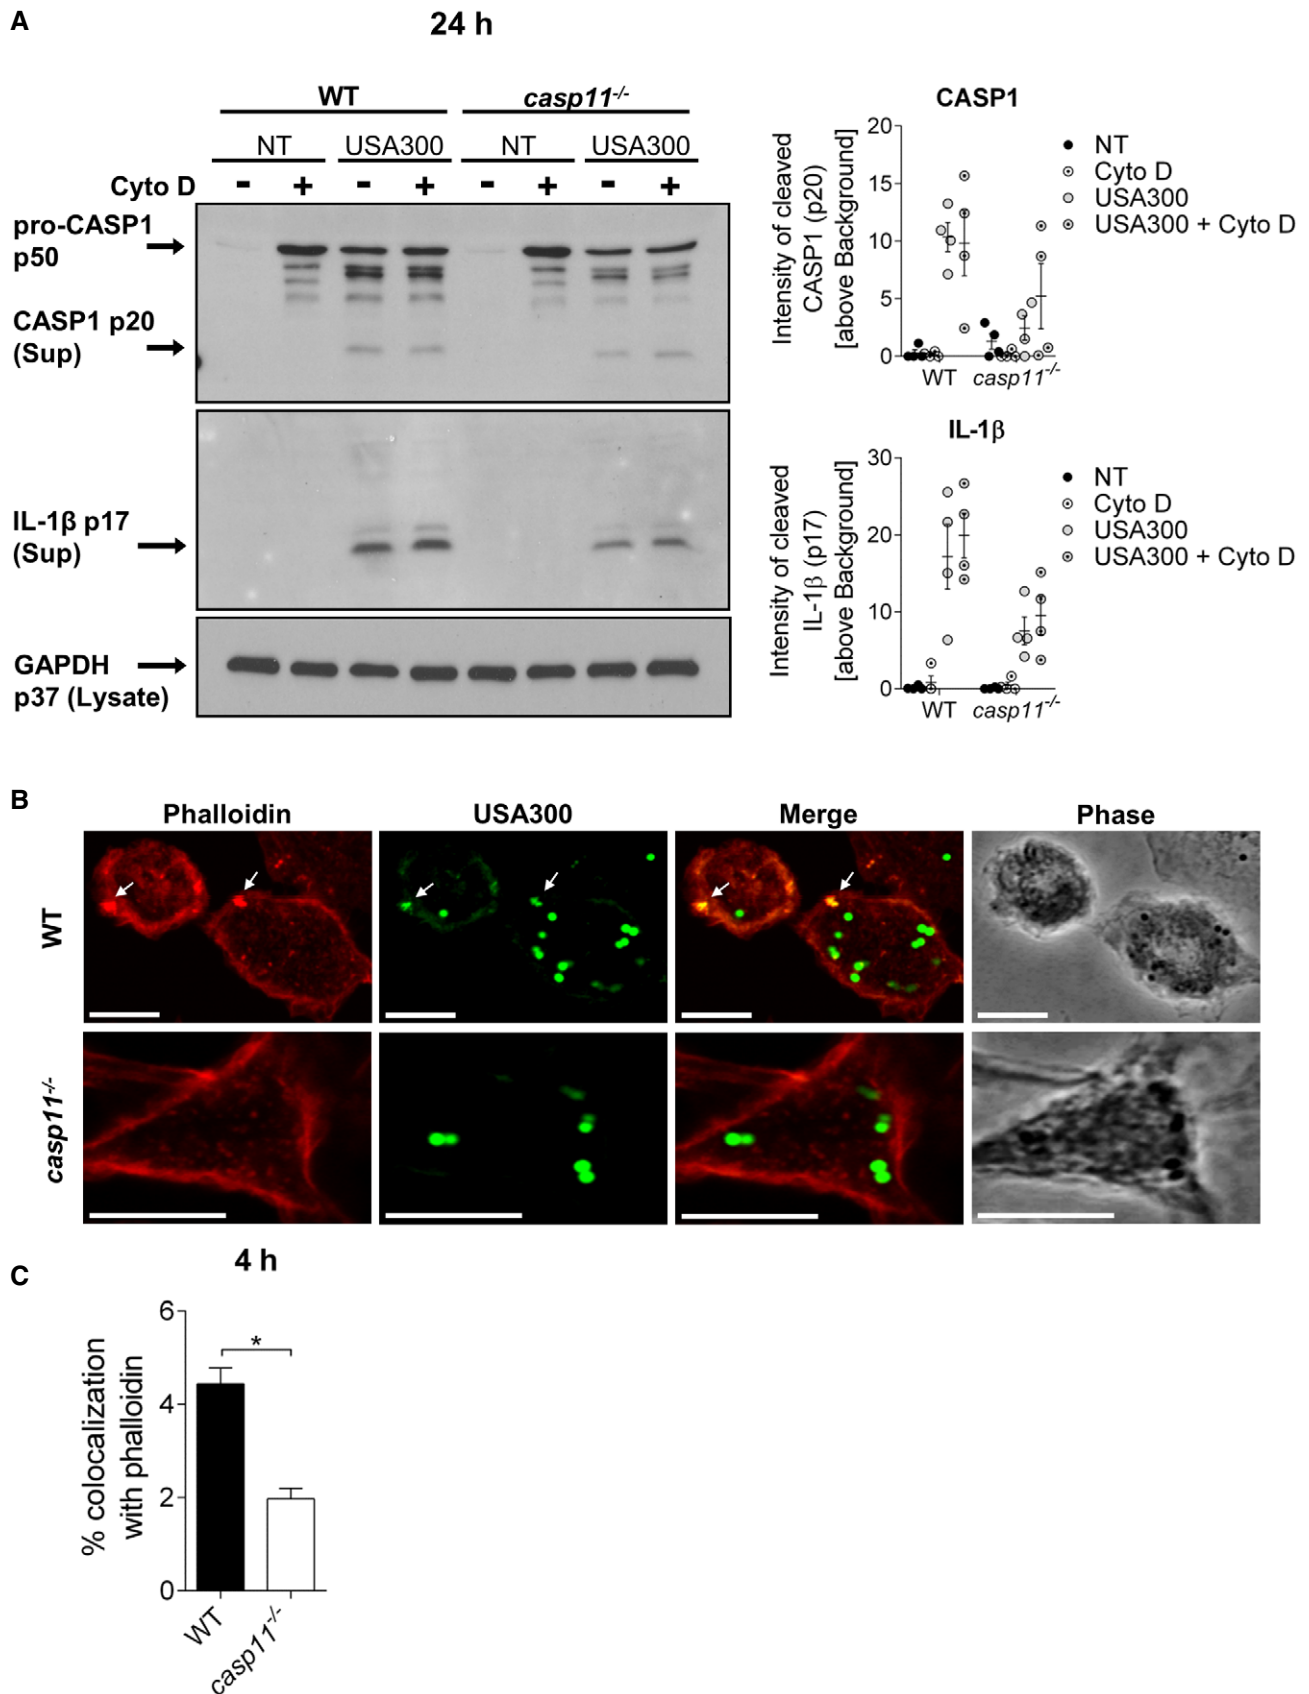 A
24 h
WT
casp11-/-
NT
USA300
NT
USA300
Cyto D - + - + - + - +
pro-CASP1
p50
CASP1 p20
(Sup)
IL-1β p17
(Sup)
GAPDH
p37 (Lysate)
CASP1
Intensity of cleaved
CASP1 (p20)
[above Background]
20
15
10
5
0
WT
casp11-/-
NT
Cyto D
USA300
USA300 + Cyto D
IL-1β
Intensity of cleaved
IL-1β (p17)
[above Background]
30
20
10
0
WT
casp11-/-
NT
Cyto D
USA300
USA300 + Cyto D
B
Phalloidin
USA300
Merge
Phase
WT
casp11-/-
C
4 h
% colocalization
with phalloidin
6
4
2
0
*
WT
casp11-/-